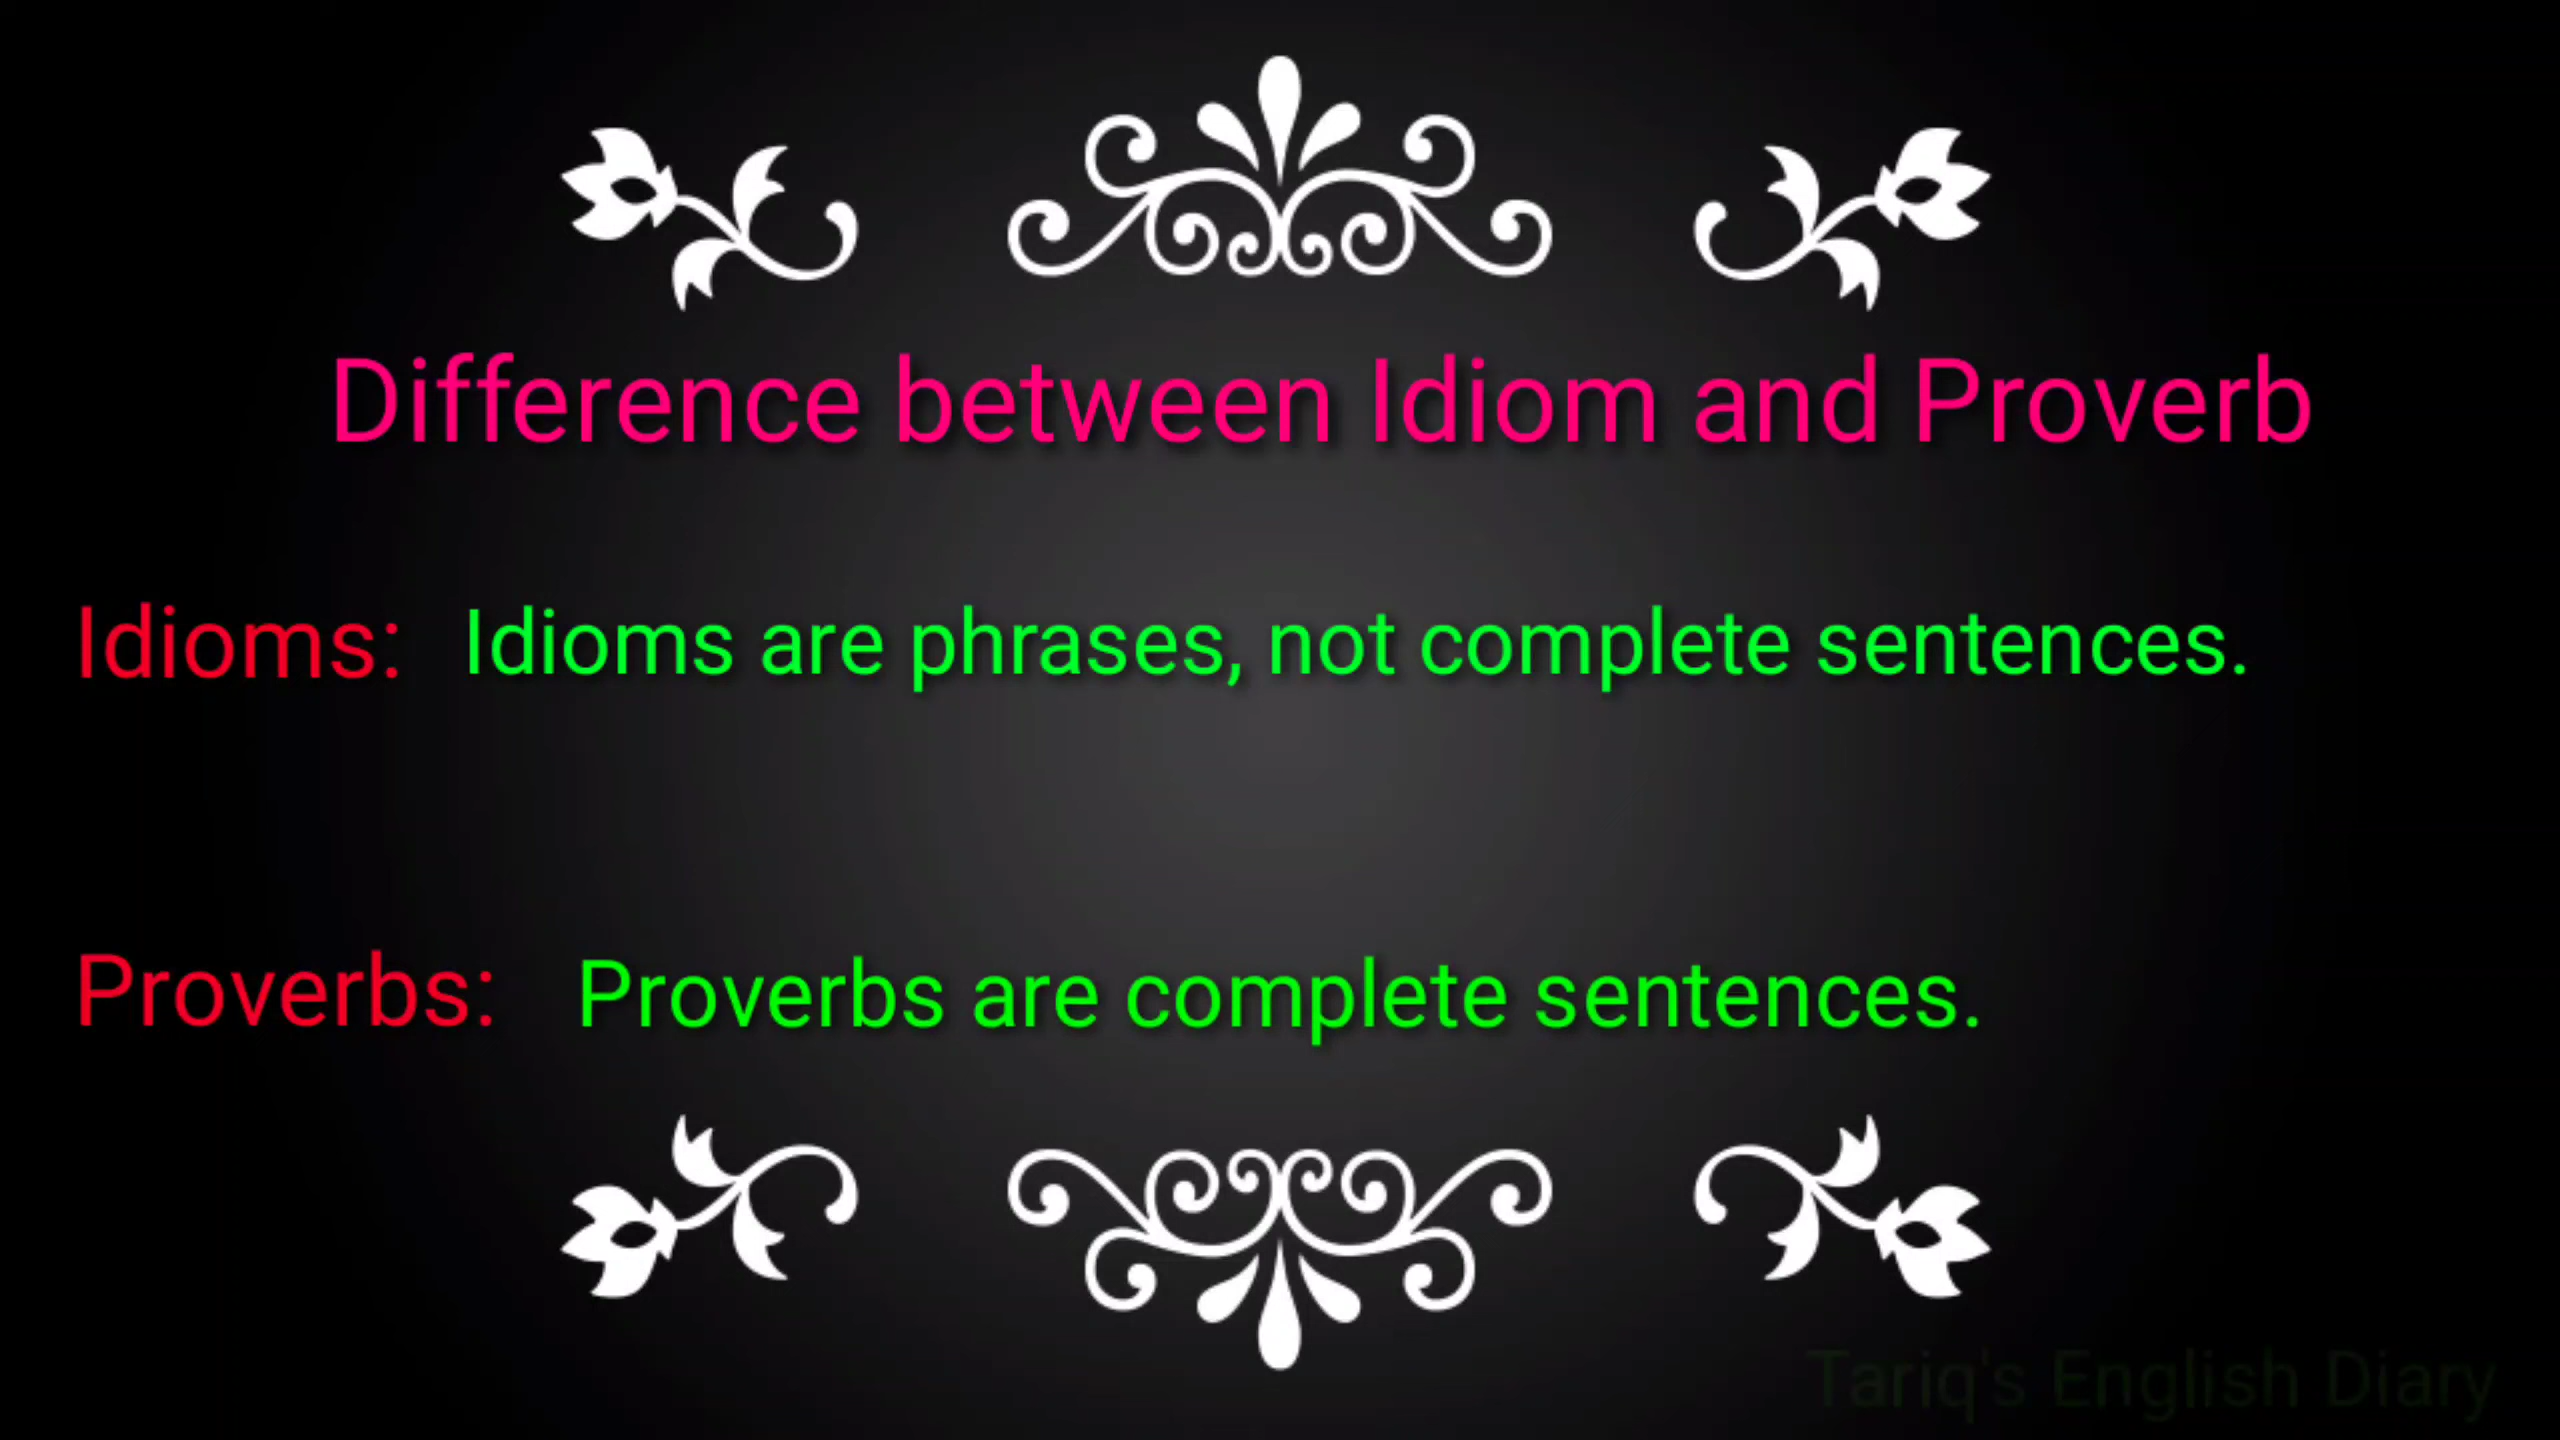 Difference between Idiom and Proverb
Idioms: Idioms are phrases, not complete sentences.
Proverbs: Proverbs are complete sentences.
Tariq's English Diary